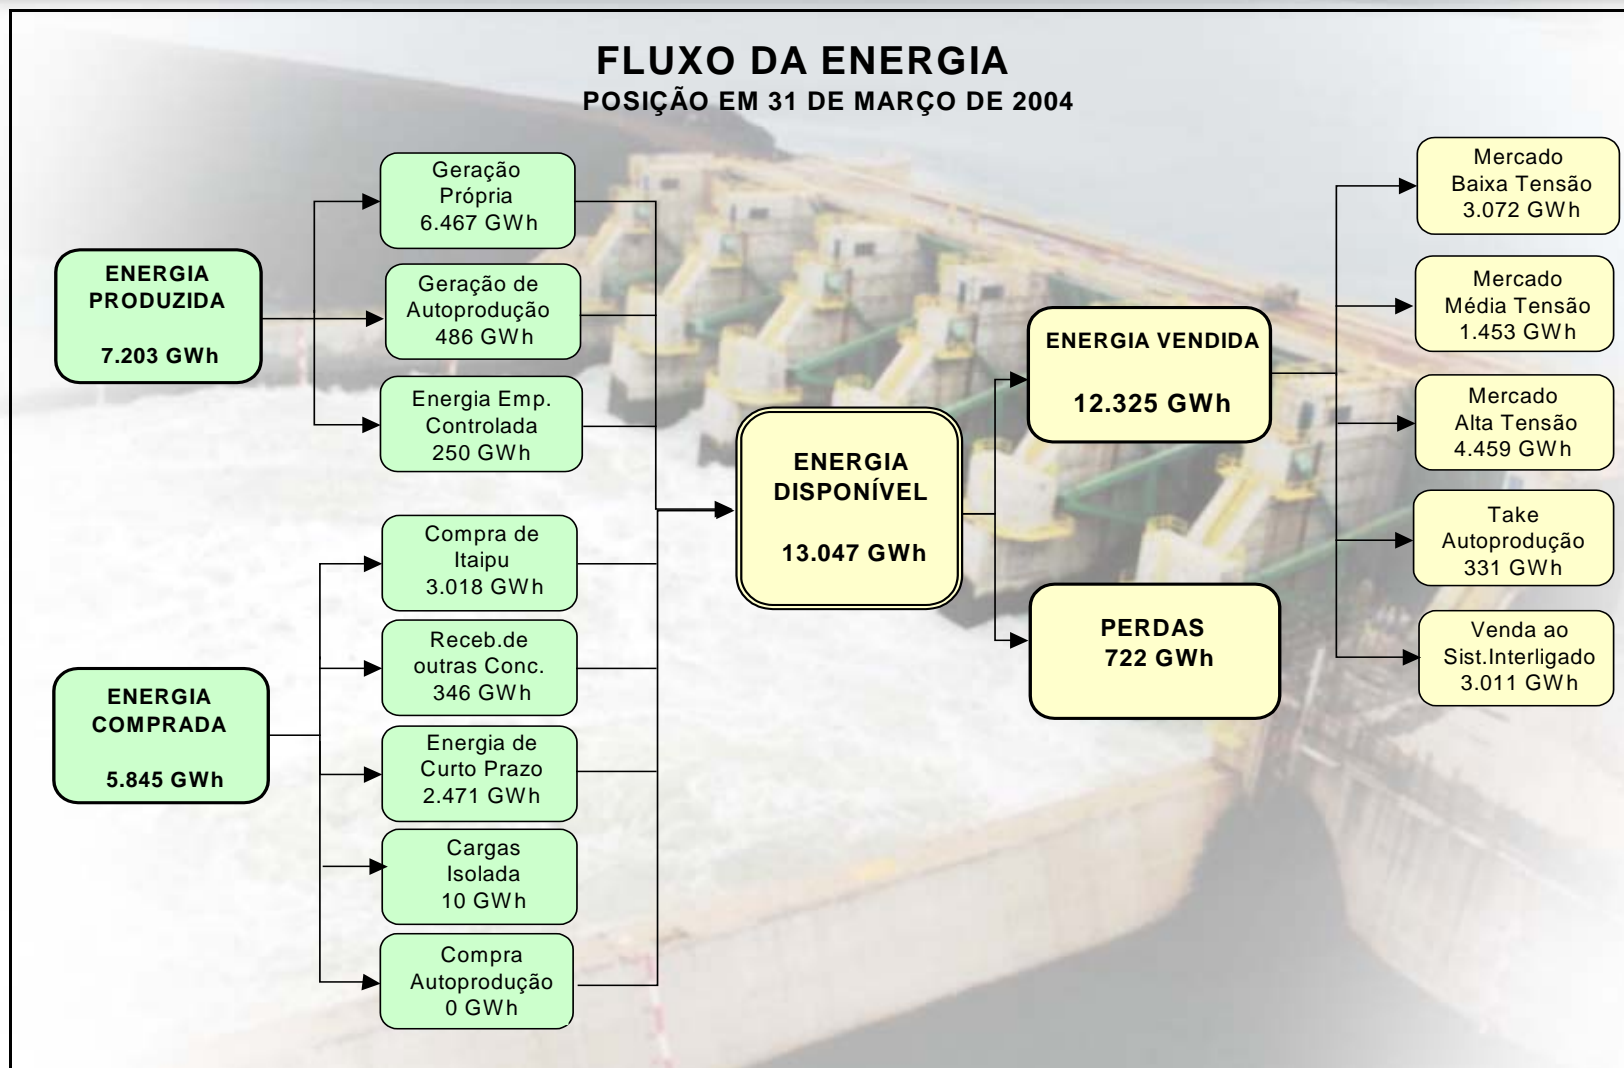 FLUXO DA ENERGIA
POSIÇÃO EM 31 DE MARÇO DE 2004
ENERGIA
PRODUZIDA
7.203 GWh
Geração
Própria
6.467 GWh
Geração de
Autoprodução
486 GWh
Energia Emp.
Controlada
250 GWh
ENERGIA
COMPRADA
5.845 GWh
Compra de
Itaipu
3.018 GWh
Receb.de
outras Conc.
346 GWh
Energia de
Curto Prazo
2.471 GWh
Cargas
Isolada
10 GWh
Compra
Autoprodução
0 GWh
ENERGIA
DISPONÍVEL
13.047 GWh
ENERGIA VENDIDA
12.325 GWh
PERDAS
722 GWh
Mercado
Baixa Tensão
3.072 GWh
Mercado
Média Tensão
1.453 GWh
Mercado
Alta Tensão
4.459 GWh
Take
Autoprodução
331 GWh
Venda ao
Sist.Interligado
3.011 GWh